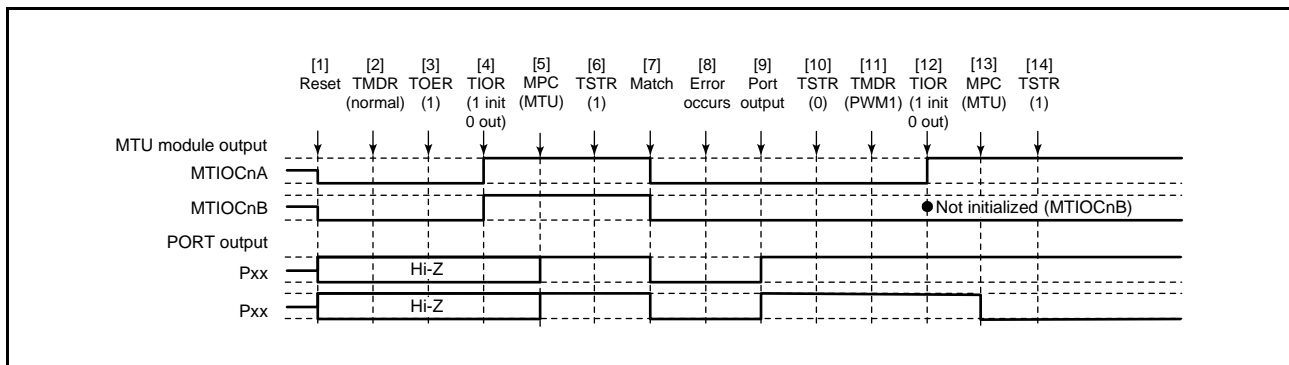 [1] [2] [3] [4] [5] [6] [7] [8] [9] [10] [11] [12] [13] [14]
Reset TMDR TOER TIOR MPC TSTR Match Error Port TSTR TMDR TIOR MPC TSTR
(normal) (1) (1 init (MTU) (1) occurs output (0) (PWM1) (1 init (MTU) (1)
0 out) 0 out)
MTU module output
MTIOCnA
MTIOCnB Not initialized (MTIOCnB)
PORT output
Pxx Hi-Z
Pxx Hi-Z